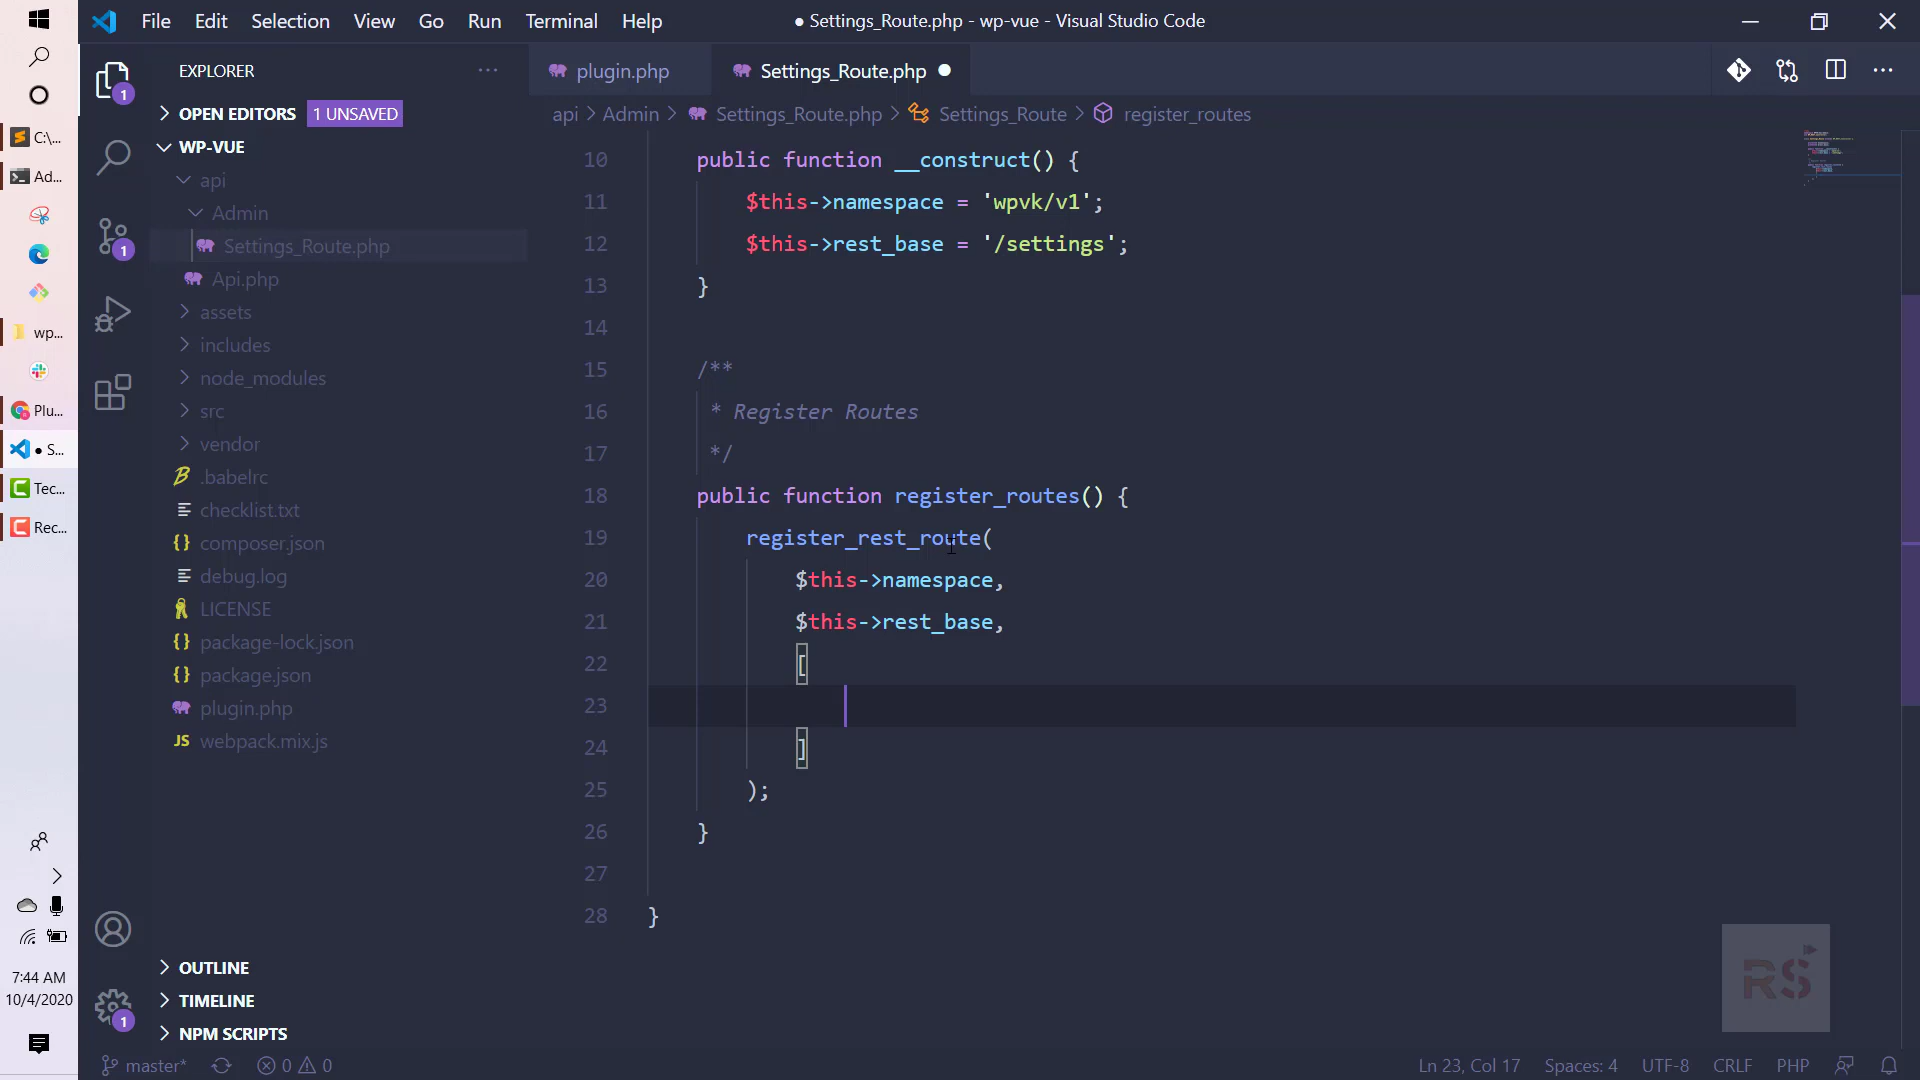 File Edit Selection View Go Run Terminal Help
● Settings_Route.php - wp-vue - Visual Studio Code
EXPLORER
OPEN EDITORS 1 UNSAVED
WP-VUE
api
Admin
Settings_Route.php
Api.php
assets
includes
node_modules
src
vendor
.babelrc
checklist.txt
composer.json
debug.log
LICENSE
package-lock.json
package.json
plugin.php
JS webpack.mix.js
OUTLINE
TIMELINE
NPM SCRIPTS
plugin.php
Settings_Route.php
api > Admin > Settings_Route.php > Settings_Route > register_routes
10 public function __construct() {
11 $this->namespace = 'wpvk/v1';
12 $this->rest_base = '/settings';
13 }
14
15 /**
16 * Register Routes
17 */
18 public function register_routes() {
19 register_rest_route(
20 $this->namespace,
21 $this->rest_base,
22 [
23
24 ]
25 );
26 }
27
28 }
C:\...
Ad...
wp...
Plu...
● S...
Tec...
Rec...
7:44 AM
10/4/2020
1
1
1
RS
master* 0 0
Ln 23, Col 17 Spaces: 4 UTF-8 CRLF PHP